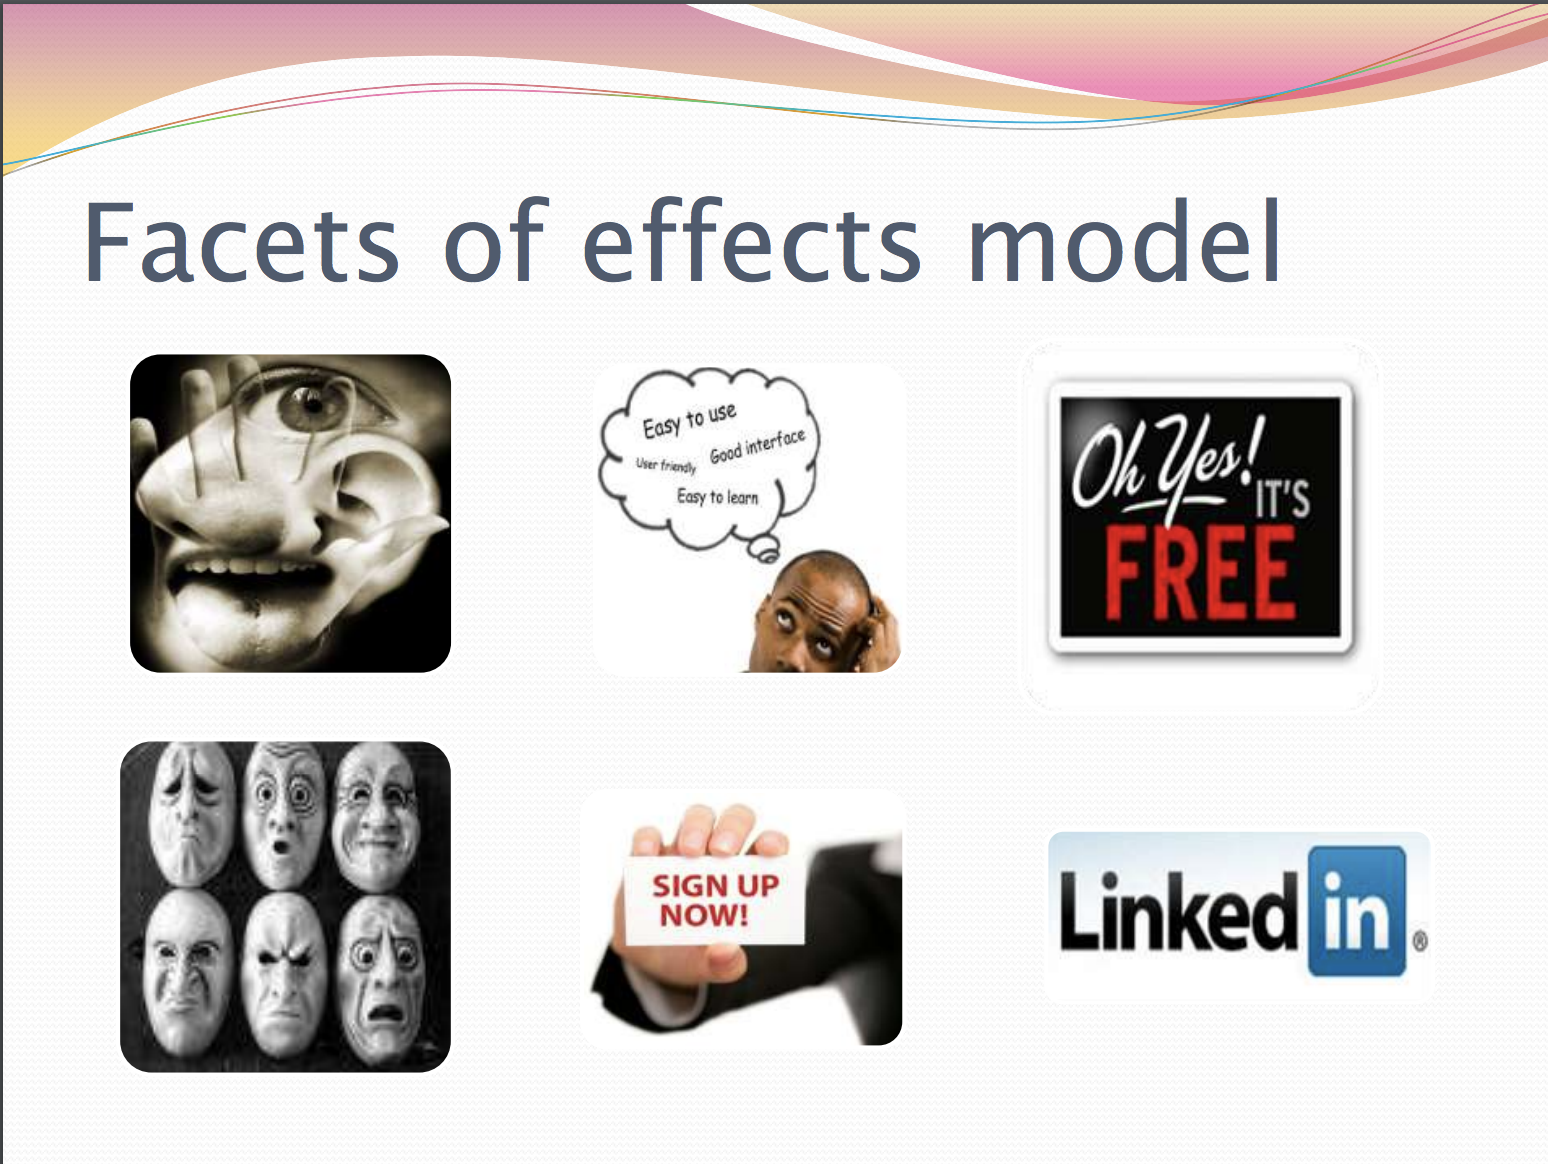 Facets of effects model
Easy to use
User friendly
Good interface
Easy to learn
Oh Yes!
IT'S
FREE
SIGN UP
NOW!
Linked in ®